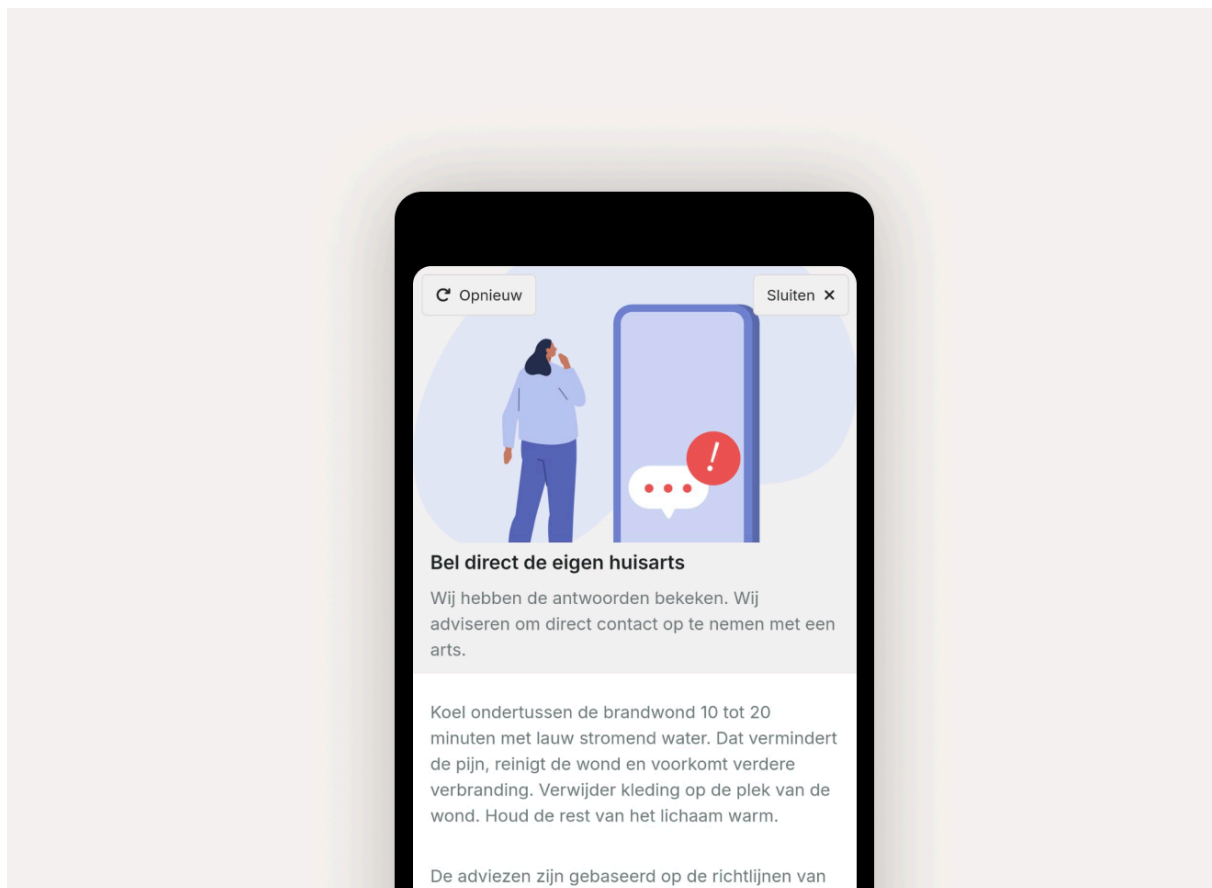 Opnieuw
Sluiten
Bel direct de eigen huisarts
Wij hebben de antwoorden bekeken. Wij
adviseren om direct contact op te nemen met een
arts.
Koel ondertussen de brandwond 10 tot 20
minuten met lauw stromend water. Dat vermindert
de pijn, reinigt de wond en voorkomt verdere
verbranding. Verwijder kleding op de plek van de
wond. Houd de rest van het lichaam warm.
De adviezen zijn gebaseerd op de richtlijnen van